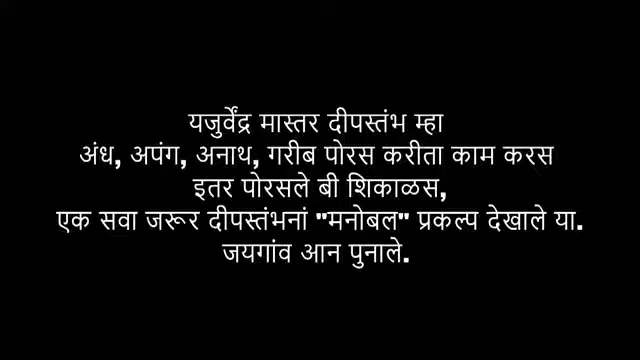 यजुर्वेंद्र मास्तर दीपस्तंभ म्हा
अंध, अपंग, अनाथ, गरीब पोरस करीता काम करस
इतर पोरसले बी शिकाळस,
एक सवा जरूर दीपस्तंभनां "मनोबल" प्रकल्प देखाले या.
जयगांव आन पुनाले.